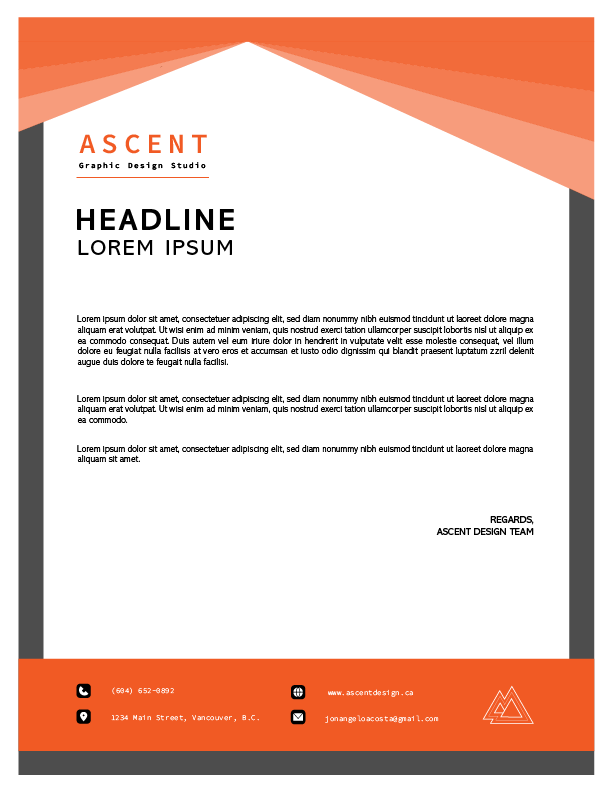 ASCENT
Graphic Design Studio
HEADLINE
LOREM IPSUM
Lorem ipsum dolor sit amet, consectetuer adipiscing elit, sed diam nonummy nibh euismod tincidunt ut laoreet dolore magna
aliquam erat volutpat. Ut wisi enim ad minim veniam, quis nostrud exerci tation ullamcorper suscipit lobortis nisl ut aliquip ex
ea commodo consequat. Duis autem vel eum iriure dolor in hendrerit in vulputate velit esse molestie consequat, vel illum
dolore eu feugiat nulla facilisis at vero eros et accumsan et iusto odio dignissim qui blandit praesent luptatum zzril delenit
augue duis dolore te feugait nulla facilisi.
Lorem ipsum dolor sit amet, consectetuer adipiscing elit, sed diam nonummy nibh euismod tincidunt ut laoreet dolore magna
aliquam erat volutpat. Ut wisi enim ad minim veniam, quis nostrud exerci tation ullamcorper suscipit lobortis nisl ut aliquip ex
ea commodo.
Lorem ipsum dolor sit amet, consectetuer adipiscing elit, sed diam nonummy nibh euismod tincidunt ut laoreet dolore magna
aliquam sit amet.
REGARDS,
ASCENT DESIGN TEAM
(604) 652-0892
www.ascentdesign.ca
1234 Main Street, Vancouver, B.C.
jonangeloacosta@gmail.com